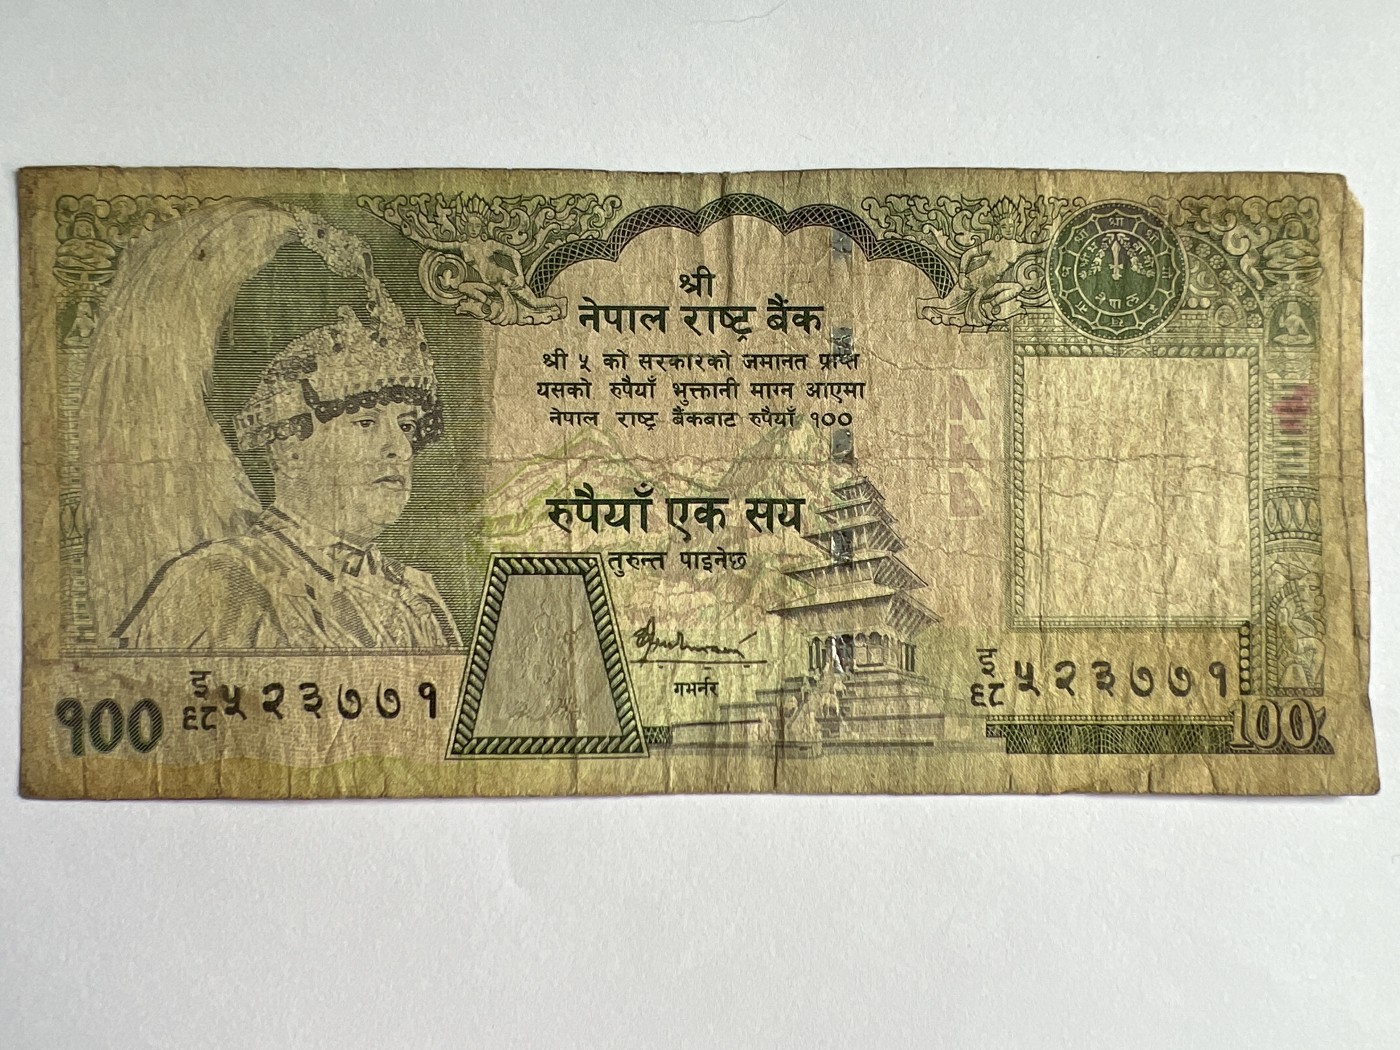 श्री
नेपाल राष्ट्र बैंक
श्री ५ को सरकारको जमानत प्राप्त
यसको रुपैयाँ भुक्तानी माग्न आएमा
नेपाल राष्ट्र बैंकबाट रुपैयाँ १००
रुपैयाँ एक सय
तुरुन्त पाइनेछ
गभर्नर
१००
इ
६८ ५२३७७१
इ
६८ ५२३७७१
100